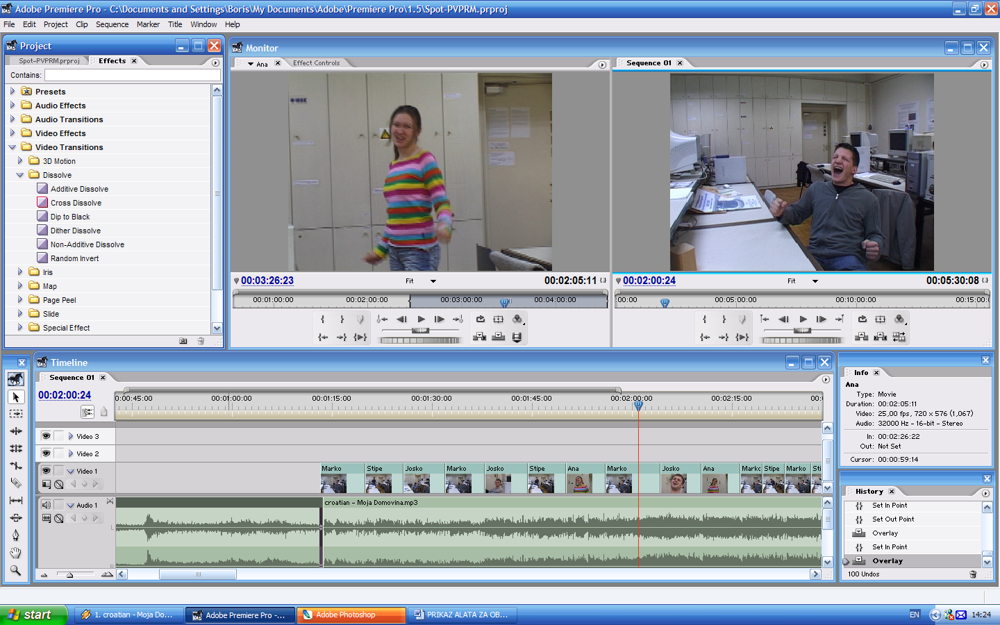 Adobe Premiere Pro - C:\Documents and Settings\Boris\My Documents\Adobe\Premiere Pro\1.5\Spot-PVPRM.prproj
File Edit Project Clip Sequence Marker Title Window Help
Project
Spot-PVPRM.prproj Effects
Contains:
Presets
Audio Effects
Audio Transitions
Video Effects
Video Transitions
3D Motion
Dissolve
Additive Dissolve
Cross Dissolve
Dip to Black
Dither Dissolve
Non-Additive Dissolve
Random Invert
Iris
Map
Page Peel
Slide
Special Effect
Monitor
Ana Effect Controls
00:03:26:23 Fit 00:02:05:11
00:01:00:00 00:02:00:00 00:03:00:00 00:04:00:00
Sequence 01
00:02:00:24 Fit 00:05:30:08
:00:00 00:05:00:00 00:10:00:00 00:15:00:
Timeline
Sequence 01
00:02:00:24
0:00:45:00 00:01:00:00 00:01:15:00 00:01:30:00 00:01:45:00 00:02:00:00 00:02:15:00 00:
Video 3
Video 2
Video 1
Marko Stipe Josko Marko Josko Stipe Ana Marko Josko Ana Markc Stipe Marko Sti
Audio 1
croatian - Moja Domovina.mp3
L
R
Info
Ana
Type: Movie
Duration: 00:02:05:11
Video: 25,00 fps, 720 x 576 (1,067)
Audio: 32000 Hz - 16-bit - Stereo
In: 00:02:26:22
Out: Not Set
Cursor: 00:00:59:14
History
Set In Point
Set Out Point
Overlay
Set In Point
Overlay
100 Undos
start 1. croatian - Moja Do... Adobe Premiere Pro -... Adobe Photoshop PRIKAZ ALATA ZA OB... EN 14:24